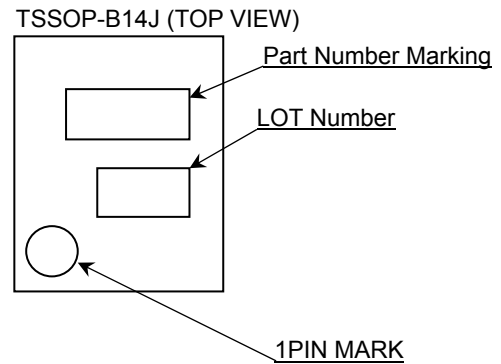 TSSOP-B14J (TOP VIEW)
Part Number Marking
LOT Number
1PIN MARK